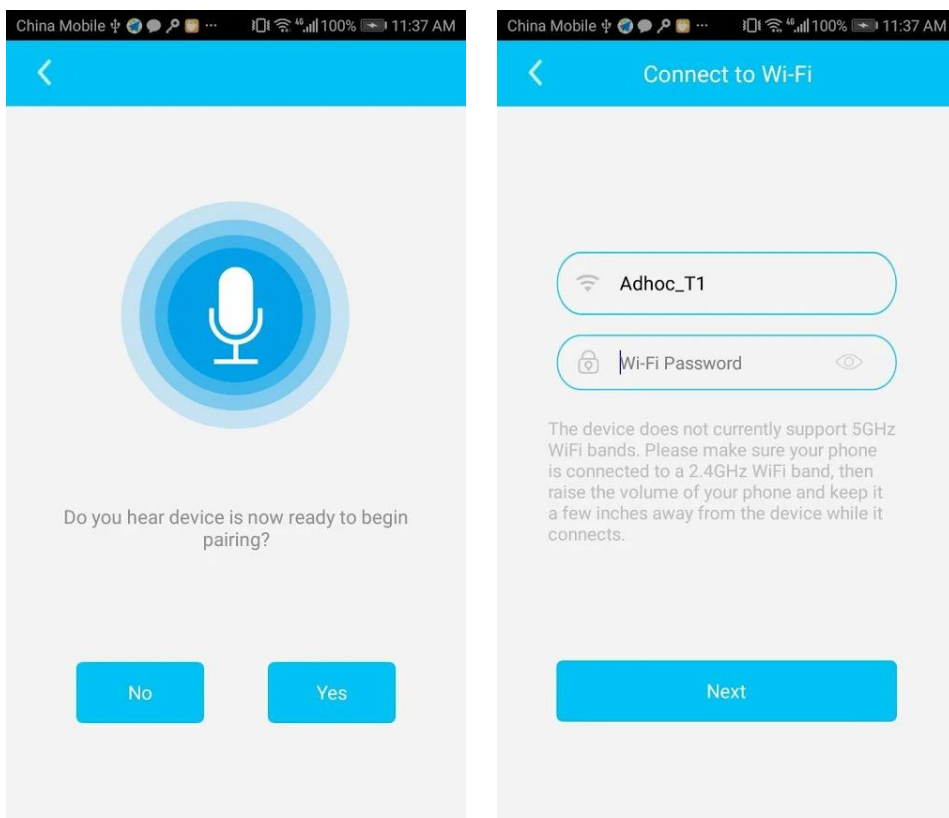 China Mobile 100% 11:37 AM
Do you hear device is now ready to begin
pairing?
No Yes
China Mobile 100% 11:37 AM
Connect to Wi-Fi
Adhoc_T1
Wi-Fi Password
The device does not currently support 5GHz
WiFi bands. Please make sure your phone
is connected to a 2.4GHz WiFi band, then
raise the volume of your phone and keep it
a few inches away from the device while it
connects.
Next